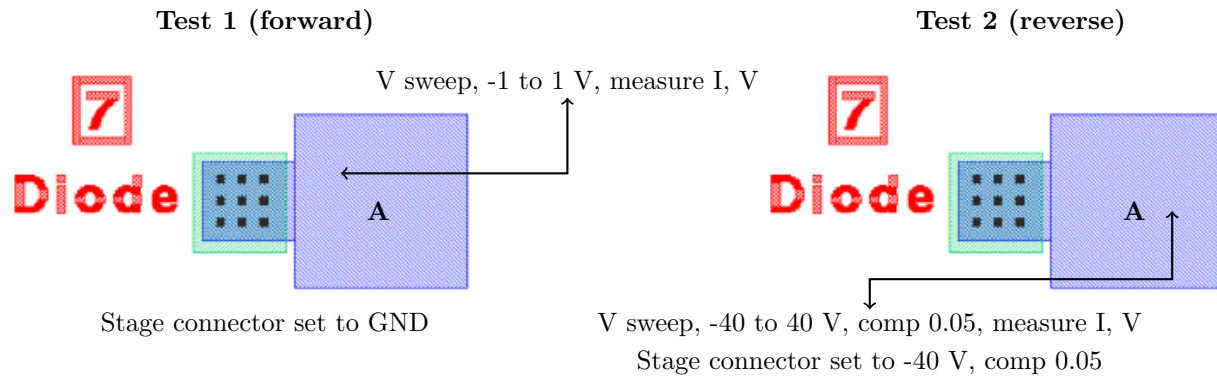 Test 1 (forward)
7
Diode
V sweep, -1 to 1 V, measure I, V
A
Stage connector set to GND
Test 2 (reverse)
7
Diode
A
V sweep, -40 to 40 V, comp 0.05, measure I, V
Stage connector set to -40 V, comp 0.05